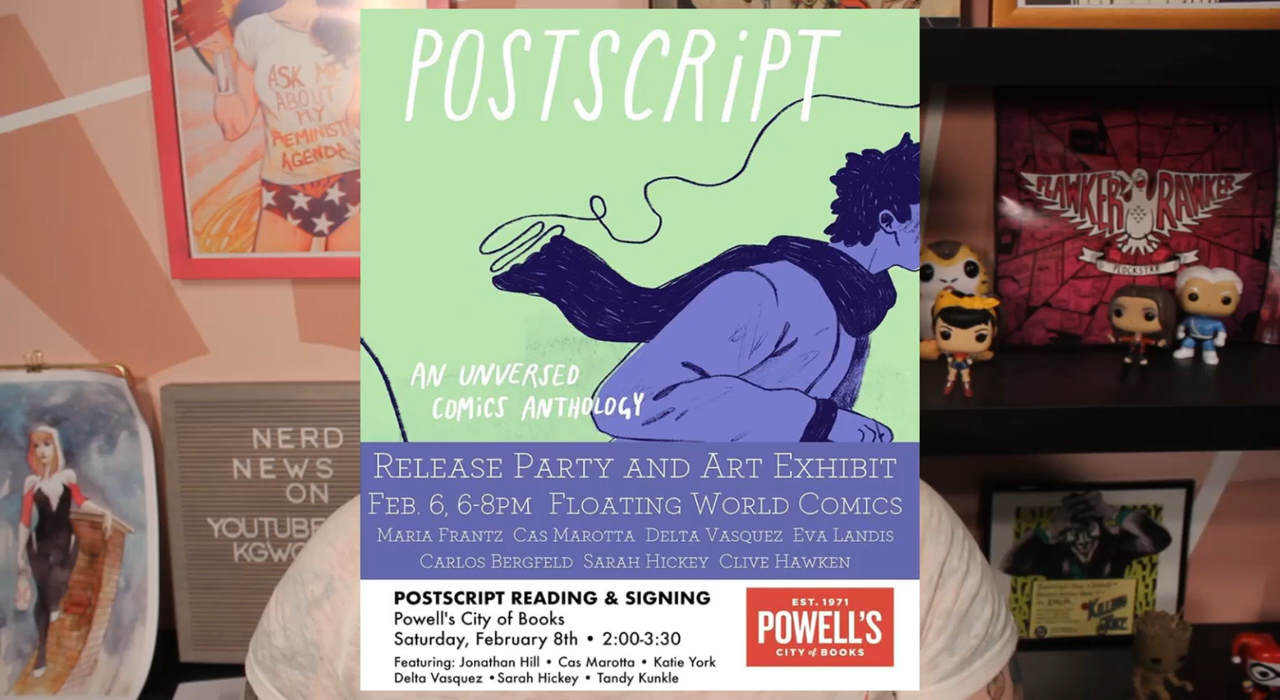 POSTSCRiPT
AN UNVERSED
COMiCS ANTHOLOGY
RELEASE PARTY AND ART EXHIBIT
FEB. 6, 6-8PM FLOATING WORLD COMICS
MARIA FRANTZ CAS MAROTTA DELTA VASQUEZ EVA LANDIS
CARLOS BERGFELD SARAH HICKEY CLIVE HAWKEN
POSTSCRIPT READING & SIGNING
Powell's City of Books
Saturday, February 8th • 2:00-3:30
Featuring: Jonathan Hill • Cas Marotta • Katie York
Delta Vasquez • Sarah Hickey • Tandy Kunkle
EST. 1971
POWELL'S
CITY of BOOKS
ASK ME
ABOUT
MY
FEMINIST
AGENDA
NERD
NEWS
ON
YOUTUBE
KGW
FLAWKER RAWKER
FLOCKSTAR
KILLING